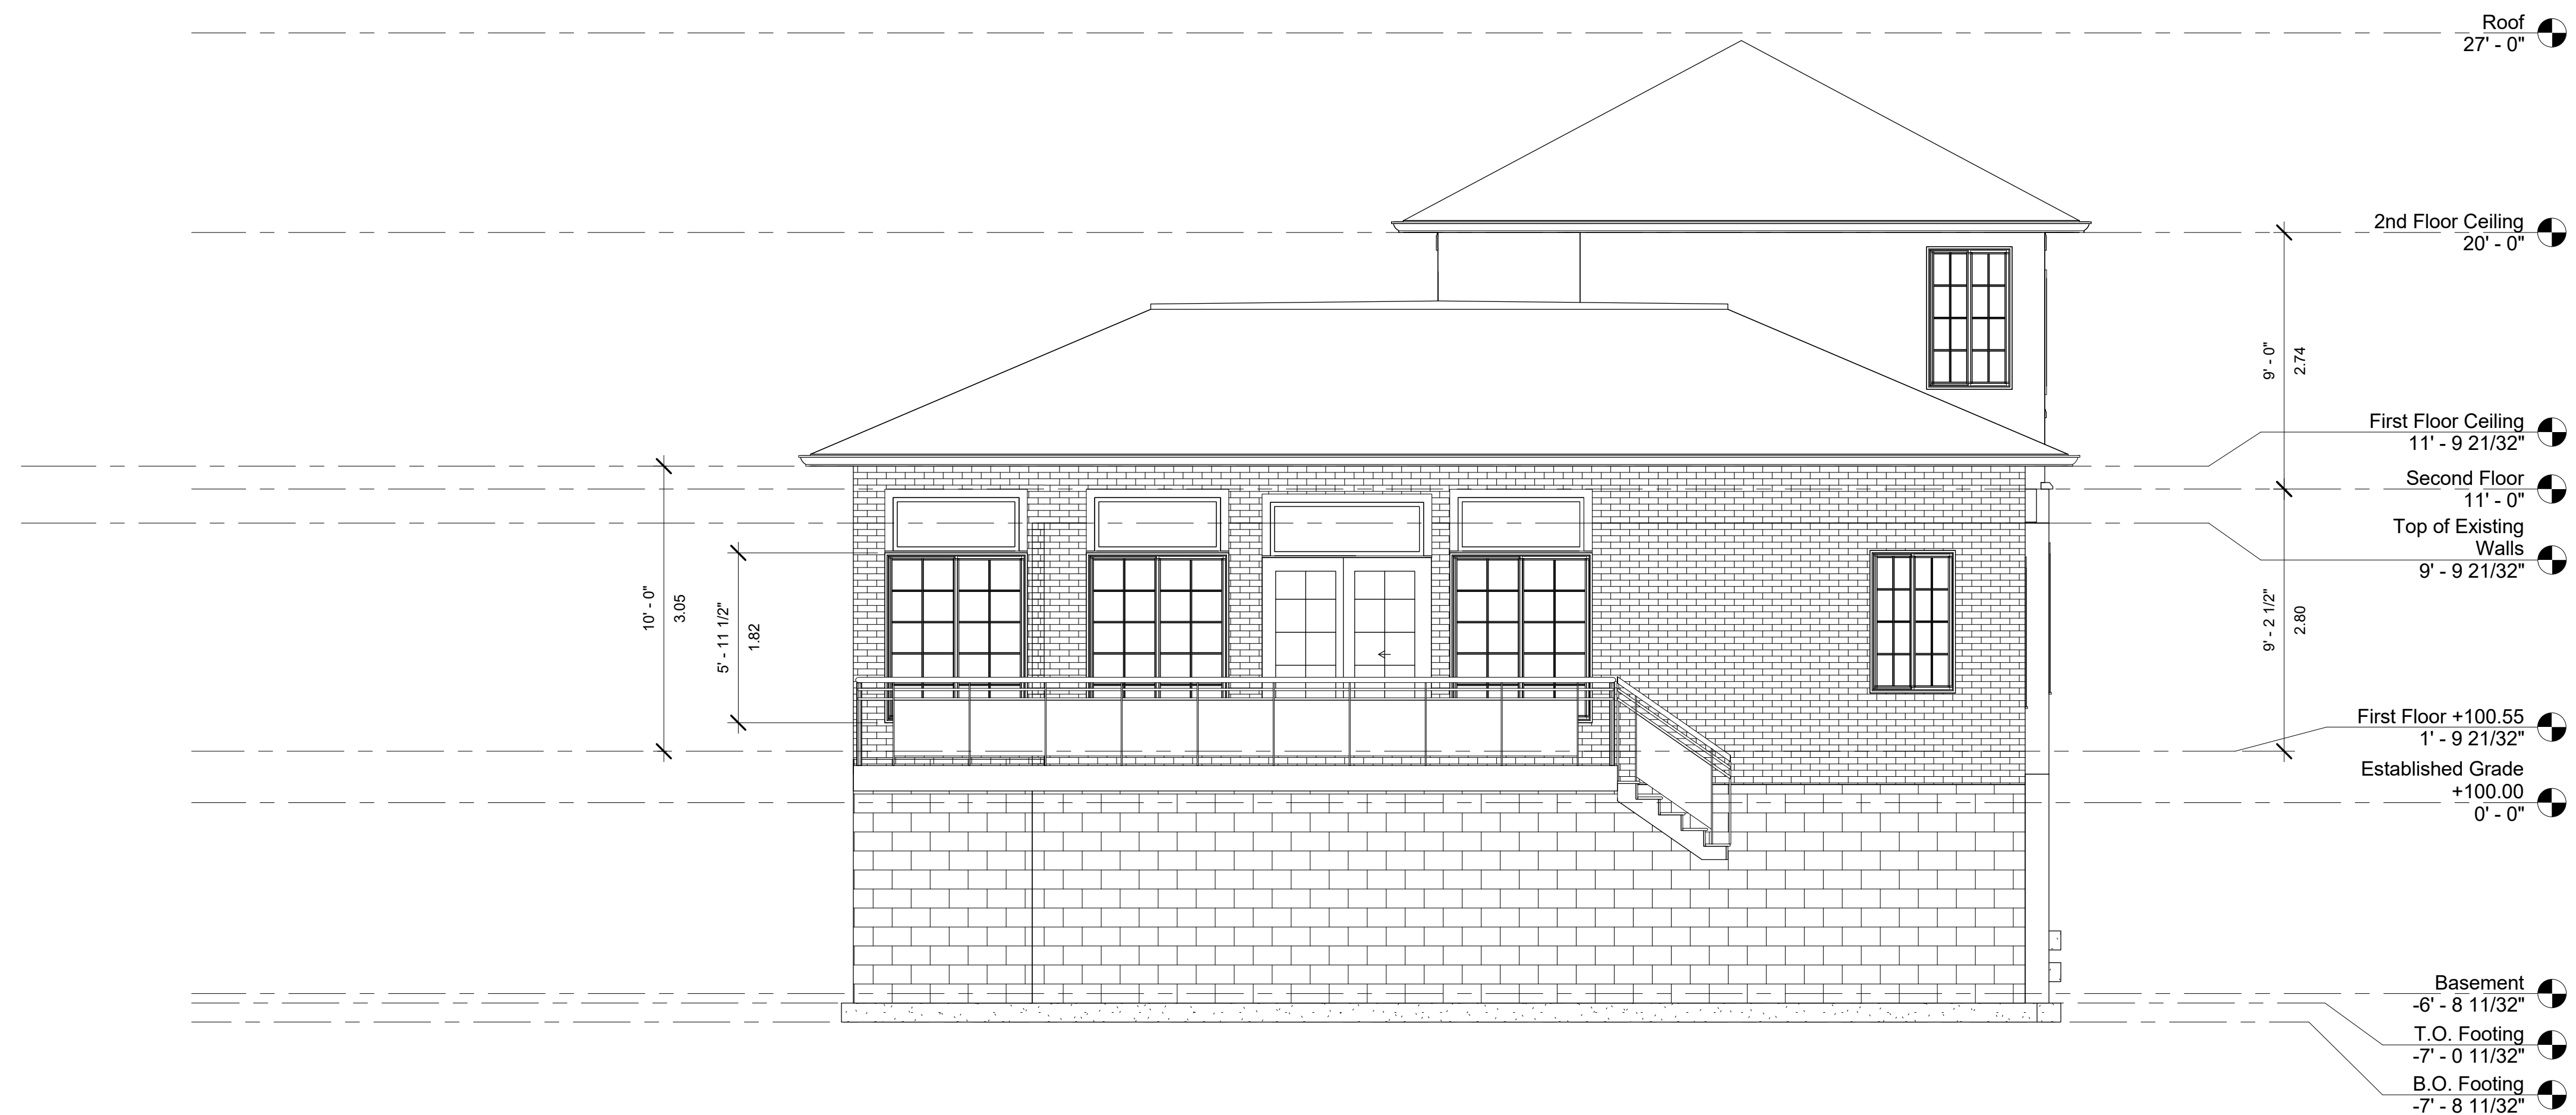 Roof
27' - 0"
2nd Floor Ceiling
20' - 0"
9' - 0"
2.74
First Floor Ceiling
11' - 9 21/32"
Second Floor
11' - 0"
Top of Existing
Walls
9' - 9 21/32"
10' - 0"
3.05
5' - 11 1/2"
1.82
9' - 2 1/2"
2.80
First Floor +100.55
1' - 9 21/32"
Established Grade
+100.00
0' - 0"
Basement
-6' - 8 11/32"
T.O. Footing
-7' - 0 11/32"
B.O. Footing
-7' - 8 11/32"